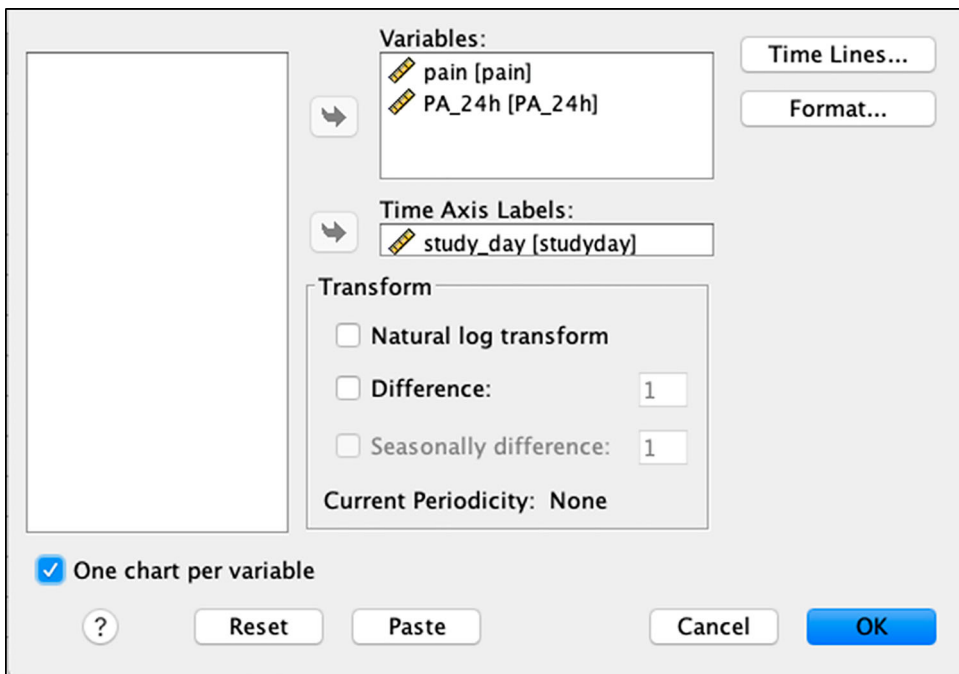 Variables:
pain [pain]
PA_24h [PA_24h]
Time Lines...
Format...
Time Axis Labels:
study_day [studyday]
Transform
Natural log transform
Difance: 1
Seasonally difference: 1
Current Periodicity: None
One chart per variable
? Reset Paste Cancel OK